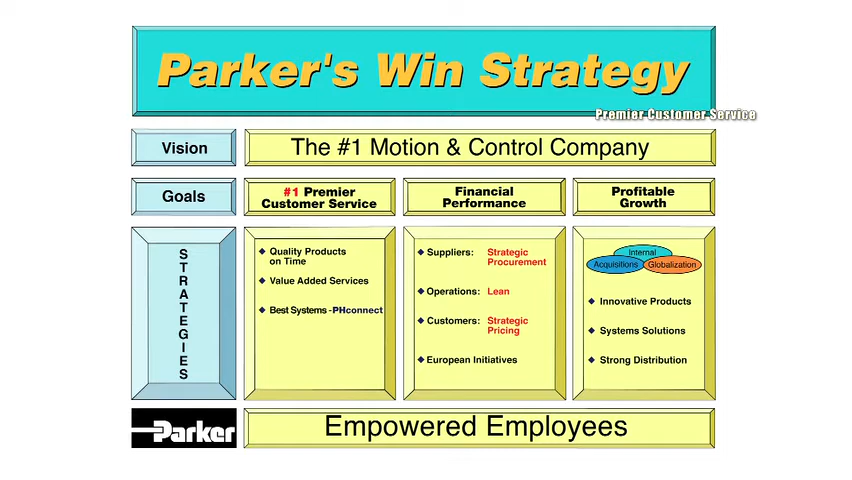 Parker's Win Strategy
Premier Customer Service
Vision
The #1 Motion & Control Company
Goals
#1 Premier
Customer Service
Financial
Performance
Profitable
Growth
STRATEGIES
◆ Quality Products
on Time
◆ Value Added Services
◆ Best Systems -PHconnect
◆ Suppliers: Strategic
Procurement
◆ Operations: Lean
◆ Customers: Strategic
Pricing
◆ European Initiatives
Internal
Acquisitions Globalization
◆ Innovative Products
◆ Systems Solutions
◆ Strong Distribution
Parker
Empowered Employees